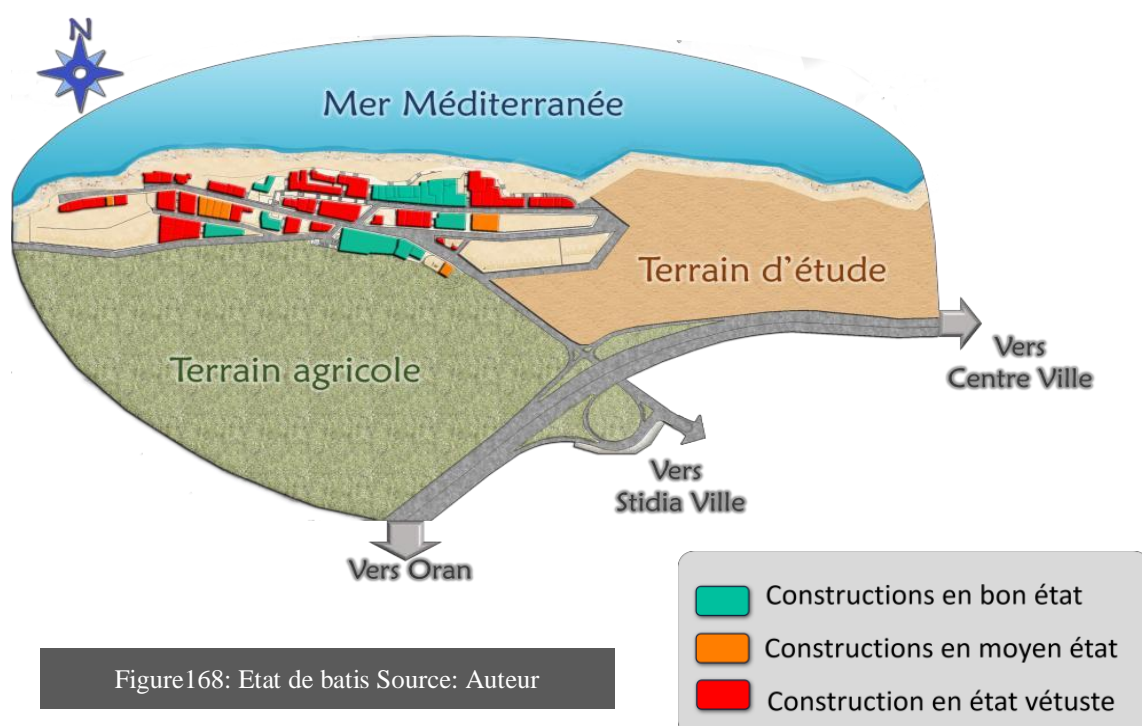 N
Mer Méditerranée
Terrain d'étude
Terrain agricole
Vers
Centre Ville
Vers
Stidia Ville
Vers Oran
Constructions en bon état
Constructions en moyen état
Construction en état vétuste
Figure168: Etat de batis Source: Auteur